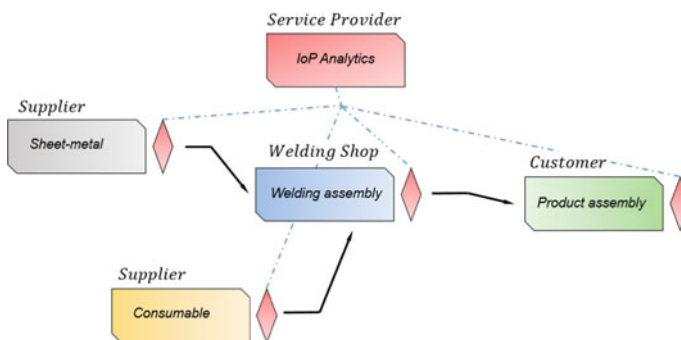 Service Provider
IoP Analytics
Supplier
Sheet-metal
Welding Shop
Welding assembly
Customer
Product assembly
Supplier
Consumable